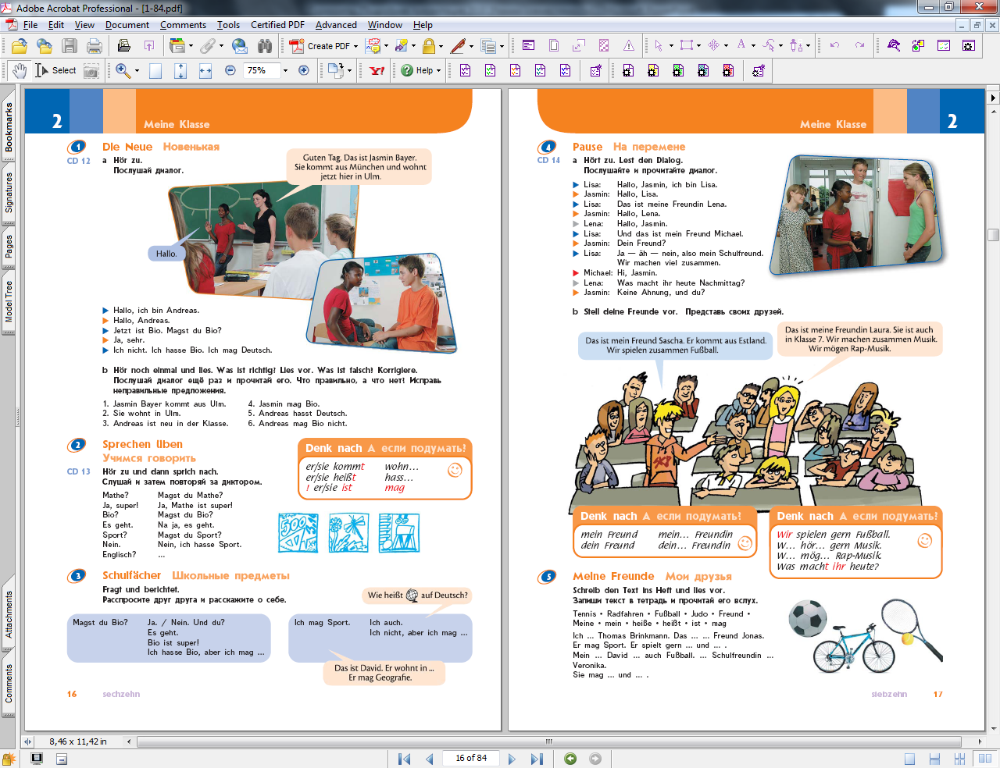 Adobe Acrobat Professional - [1-84.pdf]
File Edit View Document Comments Tools Certified PDF Advanced Window Help
Create PDF
Select 75% Y! Help
Bookmarks
Signatures
Pages
Model Tree
Attachments
Comments
2 Meine Klasse
1 Die Neue Новенькая
CD 12 a Hör zu.
Послушай диалог.
Guten Tag. Das ist Jasmin Bayer.
Sie kommt aus München und wohnt
jetzt hier in Ulm.
Hallo.
Hallo, ich bin Andreas.
Hallo, Andreas.
Jetzt ist Bio. Magst du Bio?
Ja, sehr.
Ich nicht. Ich hasse Bio. Ich mag Deutsch.
b Hör noch einmal und lies. Was ist richtig? Lies vor. Was ist falsch? Korrigiere.
Послушай диалог ещё раз и прочитай его. Что правильно, а что нет? Исправь
неправильные предложения.
1. Jasmin Bayer kommt aus Ulm. 4. Jasmin mag Bio.
2. Sie wohnt in Ulm. 5. Andreas hasst Deutsch.
3. Andreas ist neu in der Klasse. 6. Andreas mag Bio nicht.
2 Sprechen üben
Учимся говорить
CD 13 Hör zu und dann sprich nach.
Слушай и затем повторяй за диктором.
Mathe? Magst du Mathe?
Ja, super! Ja, Mathe ist super!
Bio? Magst du Bio?
Es geht. Na ja, es geht.
Sport? Magst du Sport?
Nein. Nein, ich hasse Sport.
Englisch? ...
Denk nach А если подумать?
er/sie kommt wohn...
er/sie heißt hass...
! er/sie ist mag
3 Schulfächer Школьные предметы
Fragt und berichtet.
Расспросите друг друга и расскажите о себе.
Wie heißt auf Deutsch?
Magst du Bio? Ja. / Nein. Und du?
Es geht.
Bio ist super!
Ich hasse Bio, aber ich mag ...
Ich mag Sport. Ich auch.
Ich nicht, aber ich mag ...
Das ist David. Er wohnt in ...
Er mag Geografie.
16 sechzehn
Meine Klasse 2
4 Pause На перемене
CD 14 a Hört zu. Lest den Dialog.
Послушайте и прочитайте диалог.
Lisa: Hallo, Jasmin, ich bin Lisa.
Jasmin: Hallo, Lisa.
Lisa: Das ist meine Freundin Lena.
Jasmin: Hallo, Lena.
Lena: Hallo, Jasmin.
Lisa: Und das ist mein Freund Michael.
Jasmin: Dein Freund?
Lisa: Ja — äh — nein, also mein Schulfreund.
Wir machen viel zusammen.
Michael: Hi, Jasmin.
Lena: Was macht ihr heute Nachmittag?
Jasmin: Keine Ahnung, und du?
b Stell deine Freunde vor. Представь своих друзей.
Das ist mein Freund Sascha. Er kommt aus Estland.
Wir spielen zusammen Fußball.
Das ist meine Freundin Laura. Sie ist auch
in Klasse 7. Wir machen zusammen Musik.
Wir mögen Rap-Musik.
Denk nach А если подумать?
mein Freund mein... Freundin
dein Freund dein... Freundin
Denk nach А если подумать?
Wir spielen gern Fußball.
W... hör... gern Musik.
W... mög... Rap-Musik.
Was macht ihr heute?
5 Meine Freunde Мои друзья
Schreib den Text ins Heft und lies vor.
Запиши текст в тетрадь и прочитай его вслух.
Tennis • Radfahren • Fußball • Judo • Freund •
Meine • mein • heiße • heißt • ist • mag
Ich ... Thomas Brinkmann. Das ... ... Freund Jonas.
Er mag Sport. Er spielt gern ... und ... .
Mein ... David ... auch Fußball. ... Schulfreundin ...
Veronika.
Sie mag ... und ... .
siebzehn 17
8,46 x 11,42 in
16 of 84